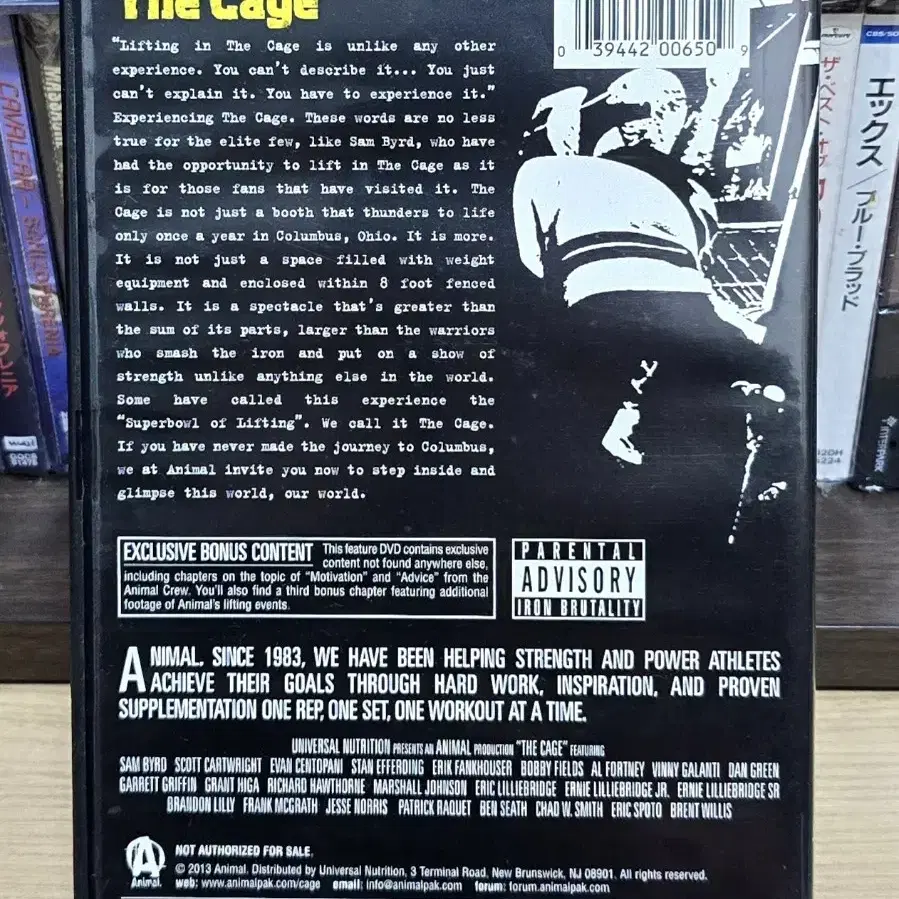 The Cage
"Lifting in The Cage is unlike any other
experience. You can't describe it... You just
can't explain it. You have to experience it."
Experiencing The Cage. These words are no less
true for the elite few, like Sam Byrd, who have
had the opportunity to lift in The Cage as it
is for those fans that have visited it. The
Cage is not just a booth that thunders to life
only once a year in Columbus, Ohio. It is more.
It is not just a space filled with weight
equipment and enclosed within 8 foot fenced
walls. It is a spectacle that's greater than
the sum of its parts, larger than the warriors
who smash the iron and put on a show of
strength unlike anything else in the world.
Some have called this experience the
"Superbowl of Lifting". We call it The Cage.
If you have never made the journey to Columbus,
we at Animal invite you now to step inside and
glimpse this world, our world.
0 39442 00650 9
EXCLUSIVE BONUS CONTENT This feature DVD contains exclusive
content not found anywhere else,
including chapters on the topic of "Motivation" and "Advice" from the
Animal Crew. You'll also find a third bonus chapter featuring additional
footage of Animal's lifting events.
PARENTAL
ADVISORY
IRON BRUTALITY
ANIMAL. SINCE 1983, WE HAVE BEEN HELPING STRENGTH AND POWER ATHLETES
ACHIEVE THEIR GOALS THROUGH HARD WORK, INSPIRATION, AND PROVEN
SUPPLEMENTATION ONE REP, ONE SET, ONE WORKOUT AT A TIME.
UNIVERSAL NUTRITION PRESENTS AN ANIMAL PRODUCTION "THE CAGE" FEATURING
SAM BYRD SCOTT CARTWRIGHT EVAN CENTOPANI STAN EFFERDING ERIK FANKHOUSER BOBBY FIELDS AL FORTNEY VINNY GALANTI DAN GREEN
GARRETT GRIFFIN GRANT HIGA RICHARD HAWTHORNE MARSHALL JOHNSON ERIC LILLIEBRIDGE ERNIE LILLIEBRIDGE JR. ERNIE LILLIEBRIDGE SR
BRANDON LILLY FRANK MCGRATH JESSE NORRIS PATRICK RAQUET BEN SEATH CHAD W. SMITH ERIC SPOTO BRENT WILLIS
A
Animal.
NOT AUTHORIZED FOR SALE.
© 2013 Animal. Distributed by Universal Nutrition, 3 Terminal Road, New Brunswick, NJ 08901. All rights reserved.
web: www.animalpak.com/cage email: info@animalpak.com forum: forum.animalpak.com
CAVALERA
CBS/SO
エックス/ブルー・ブラッド
ザ・ベスト・オブ